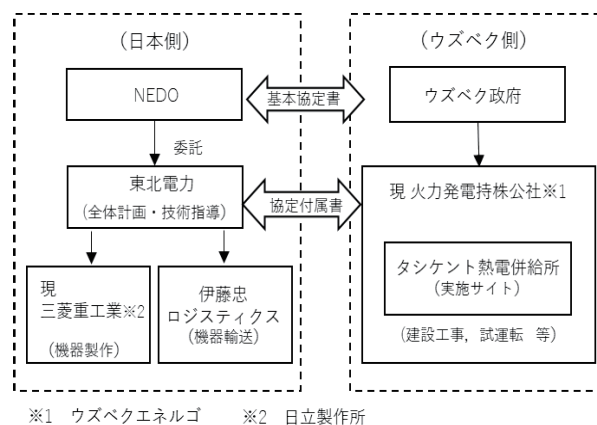 (日本側)
(ウズベク側)
NEDO
基本協定書
ウズベク政府
委託
東北電力
(全体計画・技術指導)
協定付属書
現 火力発電持株公社※1
タシケント熱電併給所
(実施サイト)
(建設工事，試運転 等)
現
三菱重工業※2
(機器製作)
伊藤忠
ロジスティクス
(機器輸送)
※1 ウズベクエネルゴ ※2 日立製作所